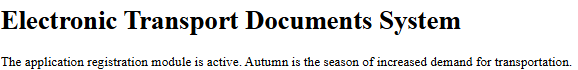 Electronic Transport Documents System
The application registration module is active. Autumn is the season of increased demand for transportation.